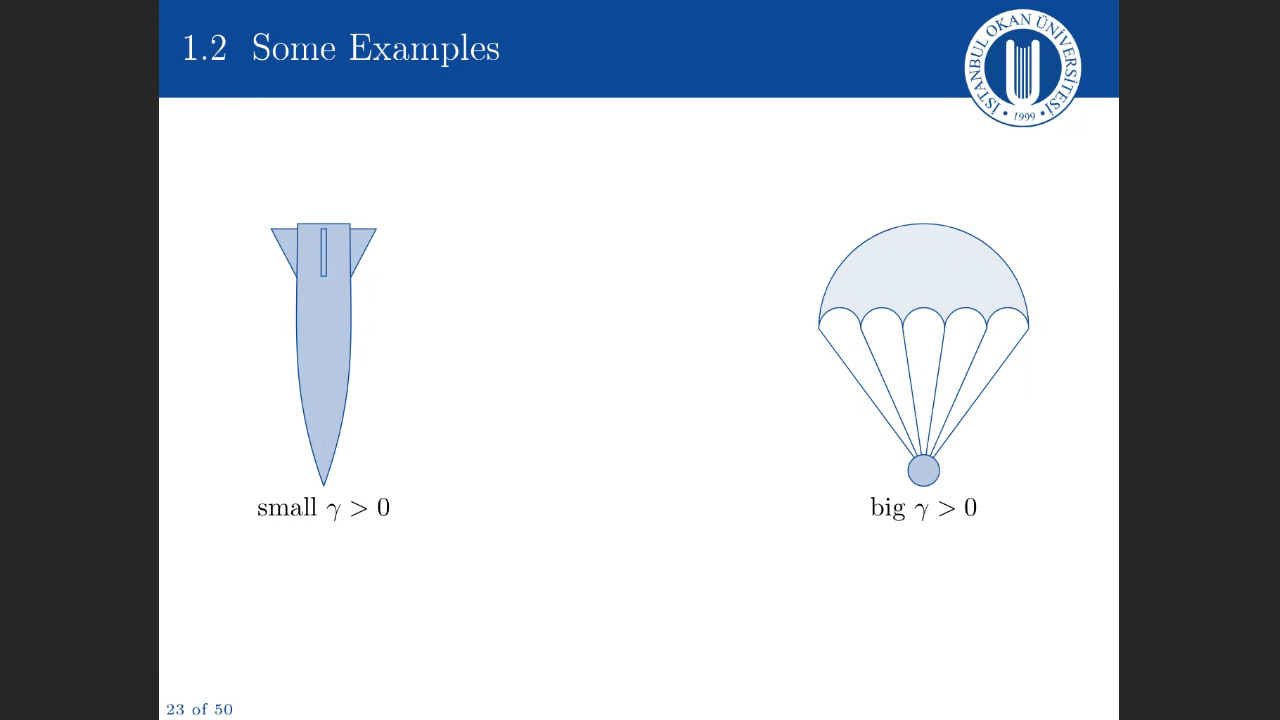 1.2 Some Examples
İSTANBUL OKAN ÜNİVERSİTESİ
• 1999 •
small γ > 0
big γ > 0
23 of 50